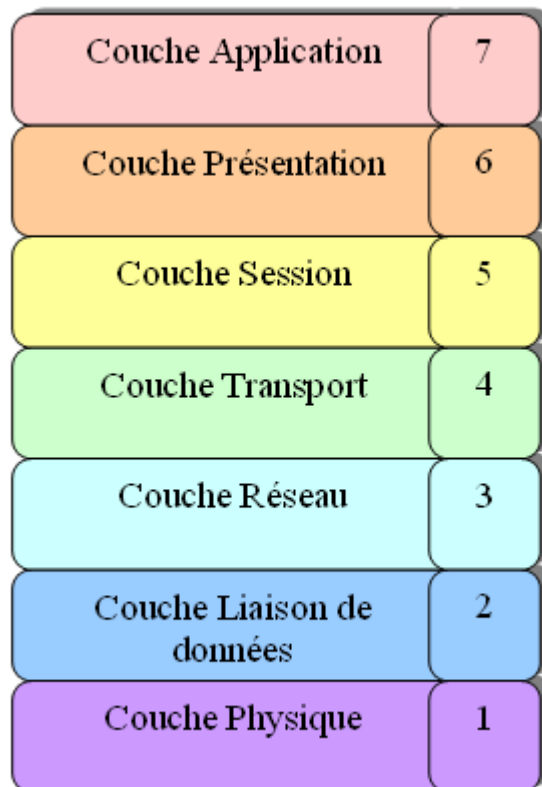 Couche Application 7
Couche Présentation 6
Couche Session 5
Couche Transport 4
Couche Réseau 3
Couche Liaison de 2
données
Couche Physique 1